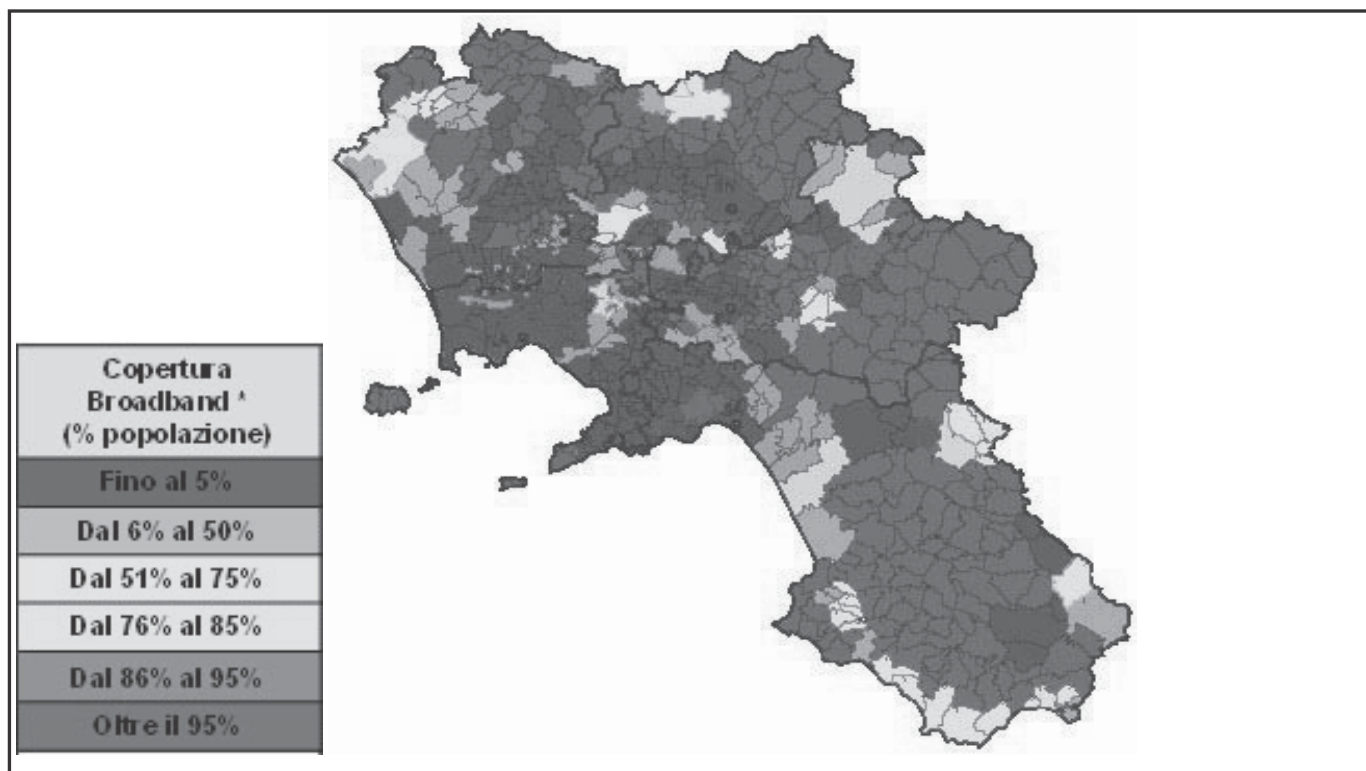 Copertura
Broadband *
(% popolazione)
Fino al 5%
Dal 6% al 50%
Dal 51% al 75%
Dal 76% al 85%
Dal 86% al 95%
Oltre il 95%